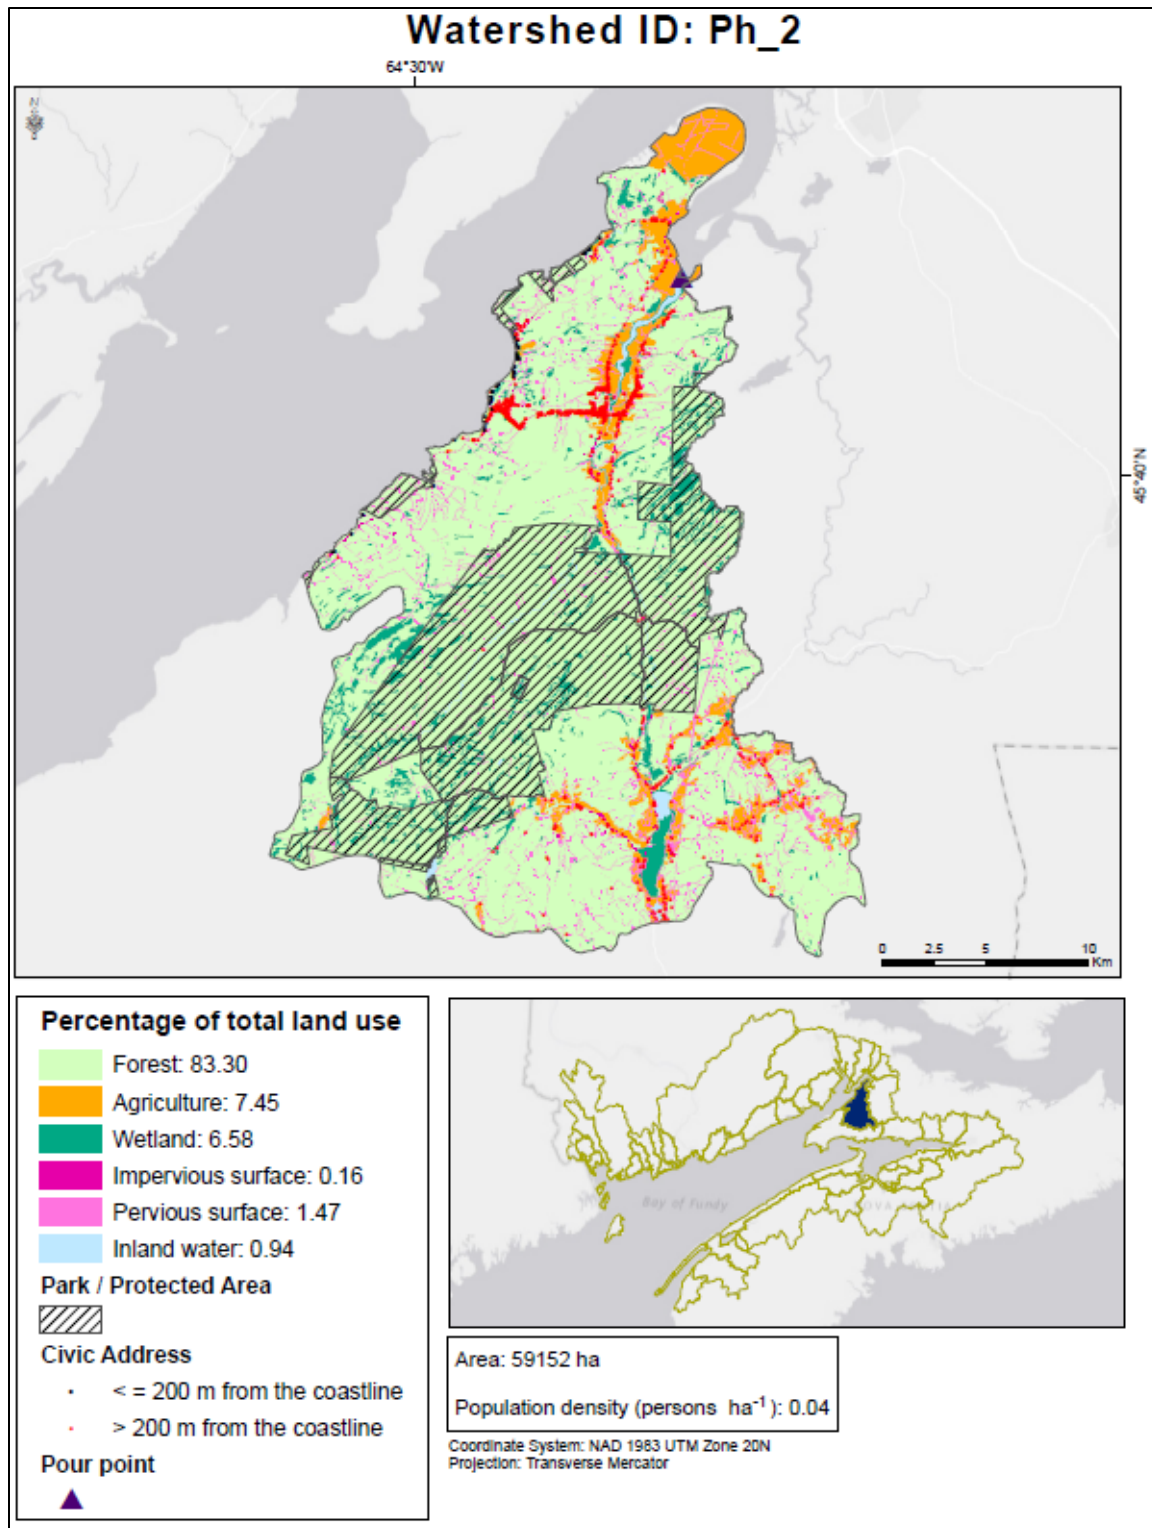 Watershed ID: Ph_2
64°30'W
N
45°40'N
0 2.5 5 10
Km
Percentage of total land use
Forest: 83.30
Agriculture: 7.45
Wetland: 6.58
Impervious surface: 0.16
Pervious surface: 1.47
Inland water: 0.94
Park / Protected Area
Civic Address
< = 200 m from the coastline
> 200 m from the coastline
Pour point
Bay of Fundy
Area: 59152 ha
Population density (persons ha⁻¹): 0.04
Coordinate System: NAD 1983 UTM Zone 20N
Projection: Transverse Mercator